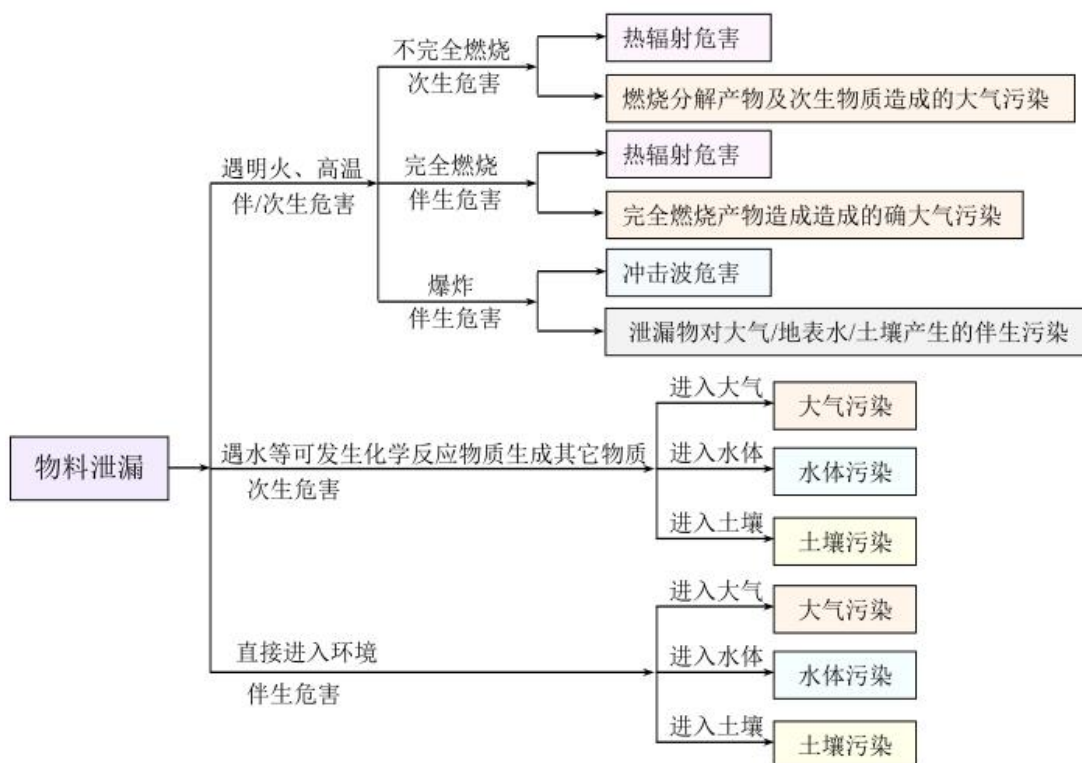 不完全燃烧
次生危害
热辐射危害
燃烧分解产物及次生物质造成的大气污染
遇明火、高温
伴/次生危害
完全燃烧
伴生危害
热辐射危害
完全燃烧产物造成造成的确大气污染
爆炸
伴生危害
冲击波危害
泄漏物对大气/地表水/土壤产生的伴生污染
物料泄漏
遇水等可发生化学反应物质生成其它物质
次生危害
进入大气
大气污染
进入水体
水体污染
进入土壤
土壤污染
直接进入环境
伴生危害
进入大气
大气污染
进入水体
水体污染
进入土壤
土壤污染